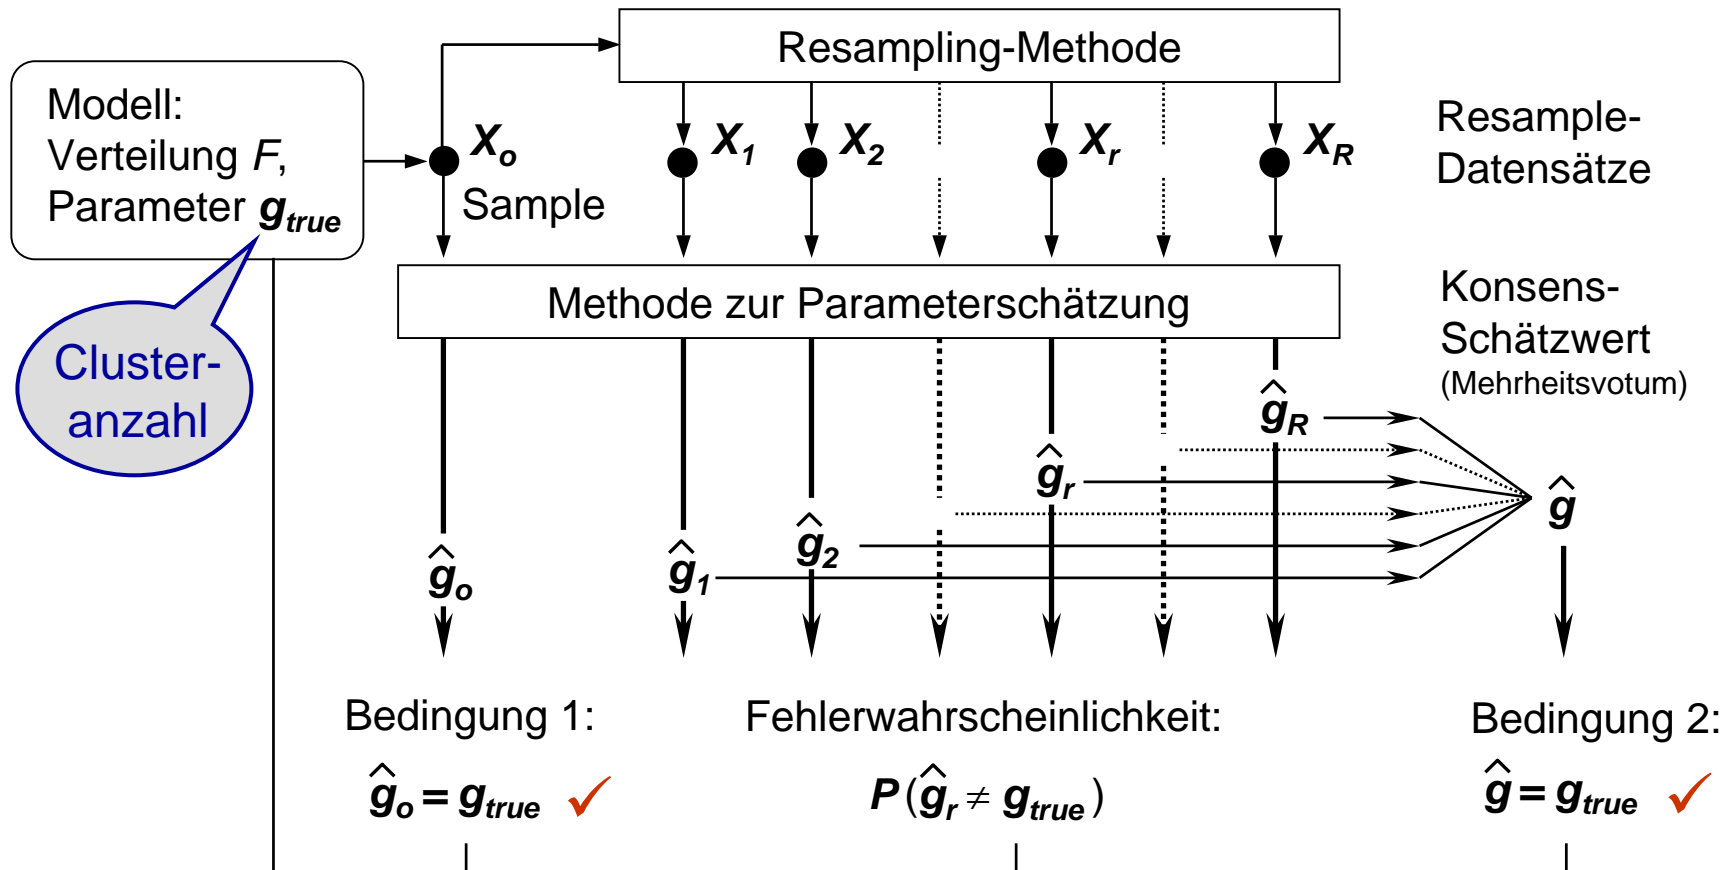 Resampling-Methode
Modell:
Verteilung F,
Parameter g_true
X_o
Sample
X_1
X_2
X_r
X_R
Resample-
Datensätze
Methode zur Parameterschätzung
Konsens-
Schätzwert
(Mehrheitsvotum)
Cluster-
anzahl
ĝ_R
ĝ_r
ĝ
ĝ_2
ĝ_o
ĝ_1
Bedingung 1:
ĝ_o = g_true ✓
Fehlerwahrscheinlichkeit:
P(ĝ_r ≠ g_true)
Bedingung 2:
ĝ = g_true ✓